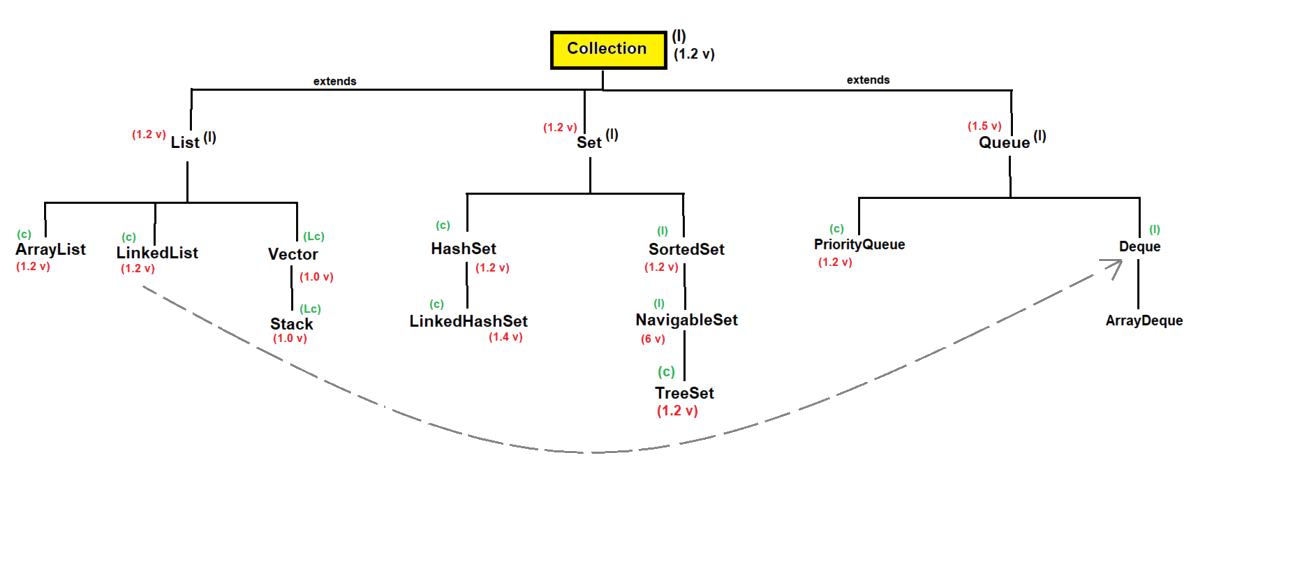 Collection (I)
(1.2 v)
extends
extends
(1.2 v) List (I)
(1.2 v) Set (I)
(1.5 v) Queue (I)
(c)
ArrayList
(1.2 v)
(c)
LinkedList
(1.2 v)
(Lc)
Vector
(1.0 v)
(Lc)
Stack
(1.0 v)
(c)
HashSet
(1.2 v)
(c)
LinkedHashSet
(1.4 v)
(I)
SortedSet
(1.2 v)
(I)
NavigableSet
(6 v)
(c)
TreeSet
(1.2 v)
(c)
PriorityQueue
(1.2 v)
(I)
Deque
ArrayDeque